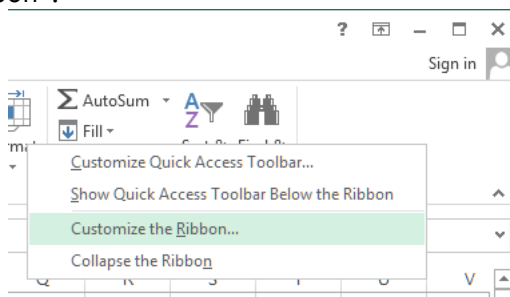 ?
Sign in
AutoSum
Fill
Customize Quick Access Toolbar...
Show Quick Access Toolbar Below the Ribbon
Customize the Ribbon...
Collapse the Ribbon
V